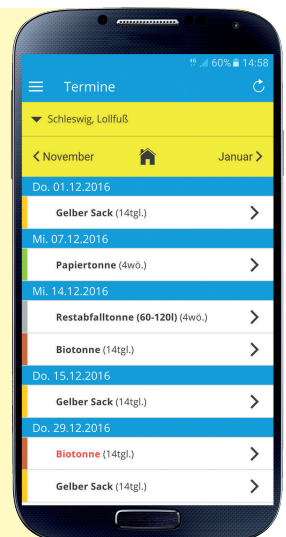 4G 60% 14:58
Termine
Schleswig, Lollfuß
November Januar
Do. 01.12.2016
Gelber Sack (14tgl.)
Mi. 07.12.2016
Papiertonne (4wö.)
Mi. 14.12.2016
Restabfalltonne (60-120l) (4wö.)
Biotonne (14tgl.)
Do. 15.12.2016
Gelber Sack (14tgl.)
Do. 29.12.2016
Biotonne (14tgl.)
Gelber Sack (14tgl.)